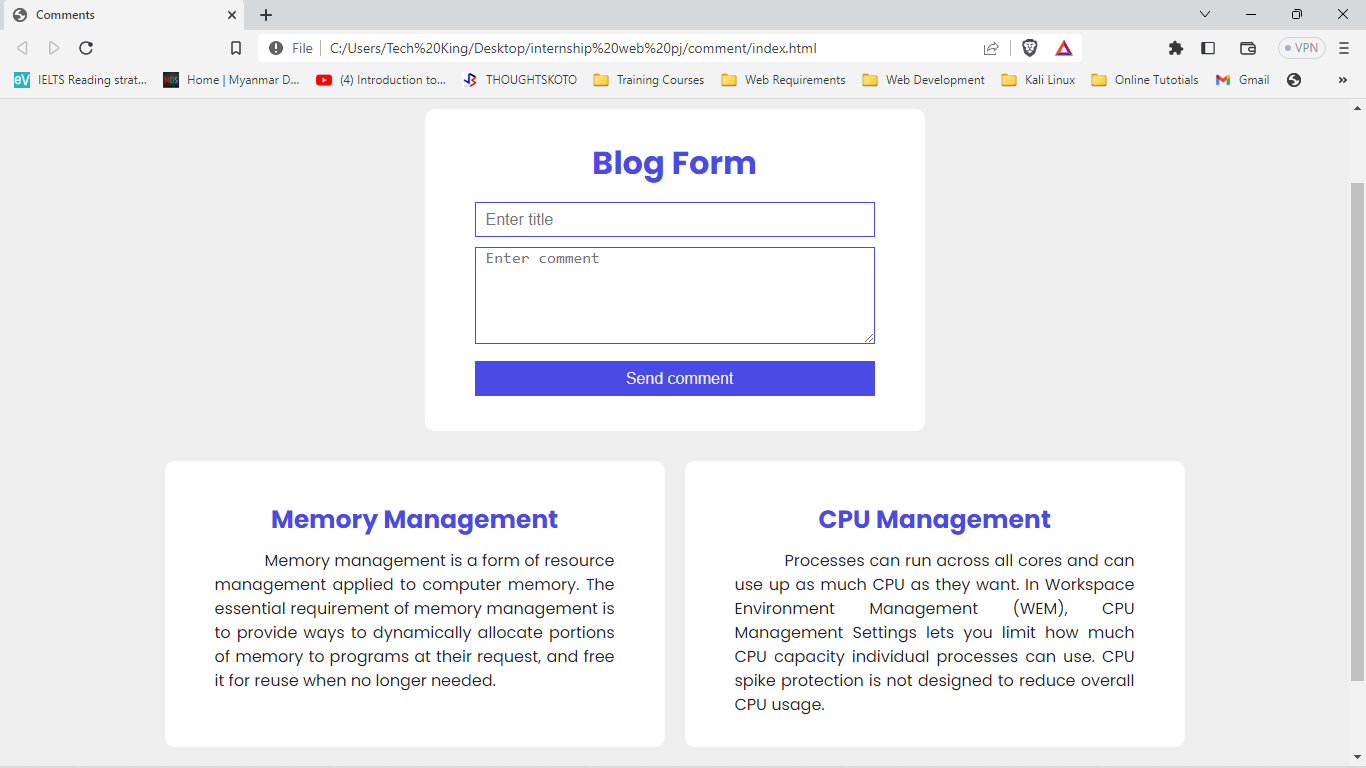 Comments
File C:/Users/Tech%20King/Desktop/internship%20web%20pj/comment/index.html
VPN
eV IELTS Reading strat... Home | Myanmar D... (4) Introduction to... THOUGHTSKOTO Training Courses Web Requirements Web Development Kali Linux Online Tutotials Gmail
Blog Form
Enter title
Enter comment
Send comment
Memory Management
Memory management is a form of resource
management applied to computer memory. The
essential requirement of memory management is
to provide ways to dynamically allocate portions
of memory to programs at their request, and free
it for reuse when no longer needed.
CPU Management
Processes can run across all cores and can
use up as much CPU as they want. In Workspace
Environment Management (WEM), CPU
Management Settings lets you limit how much
CPU capacity individual processes can use. CPU
spike protection is not designed to reduce overall
CPU usage.